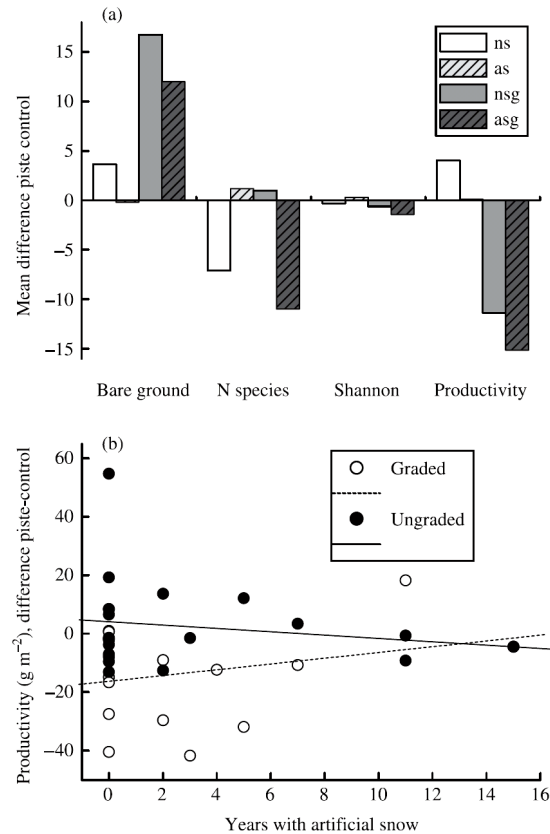 (a)
15
10
5
0
−5
−10
−15
Mean difference piste control
ns
as
nsg
asg
Bare ground N species Shannon Productivity
(b)
60
40
20
0
−20
−40
Productivity (g m−2), difference piste-control
Graded
Ungraded
0 2 4 6 8 10 12 14 16
Years with artificial snow